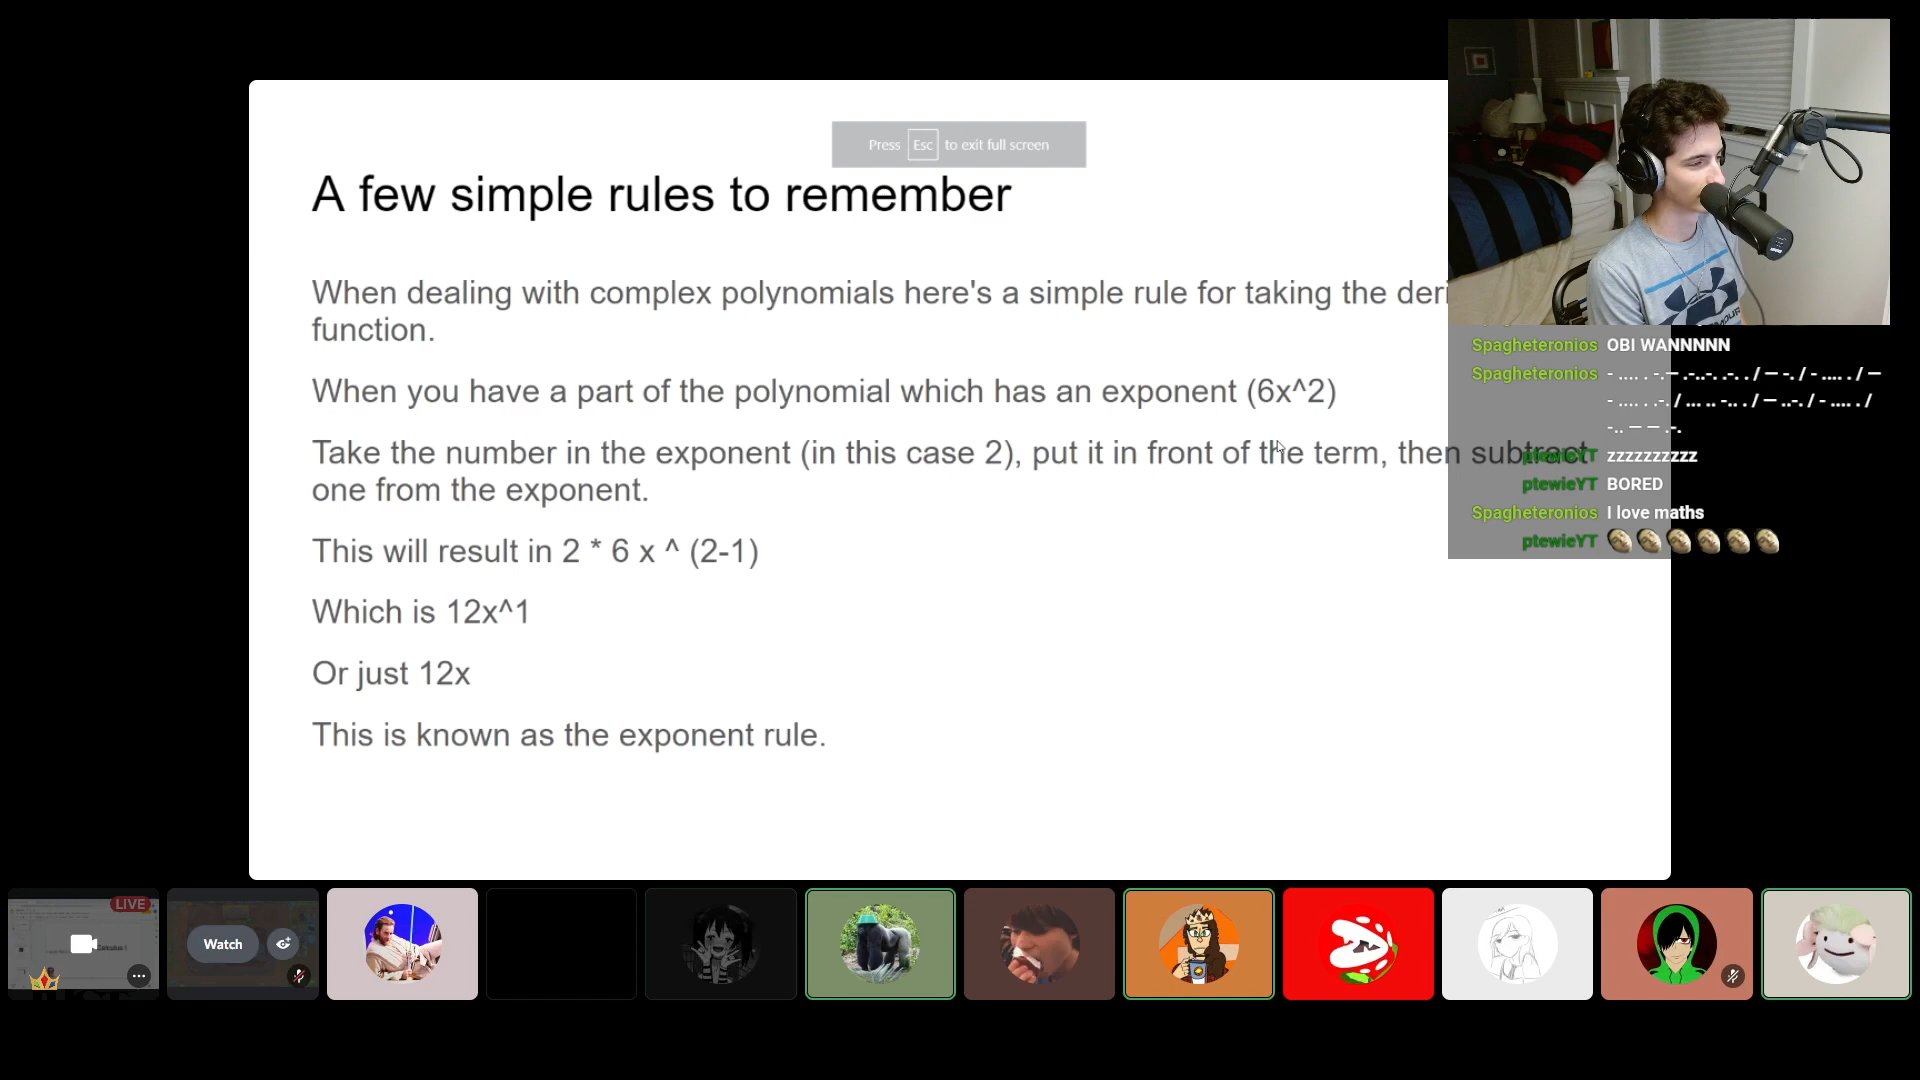 Press Esc to exit full screen
A few simple rules to remember
When dealing with complex polynomials here's a simple rule for taking the
function.
When you have a part of the polynomial which has an exponent (6x^2)
Take the number in the exponent (in this case 2), put it in front of the term, then subtract
one from the exponent.
This will result in 2 * 6 x ^ (2-1)
Which is 12x^1
Or just 12x
This is known as the exponent rule.
Spagheteronios OBI WANNNNN
Spagheteronios
ptewieYT zzzzzzzzzz
ptewieYT BORED
Spagheteronios I love maths
ptewieYT
LIVE
Calculus I
Watch